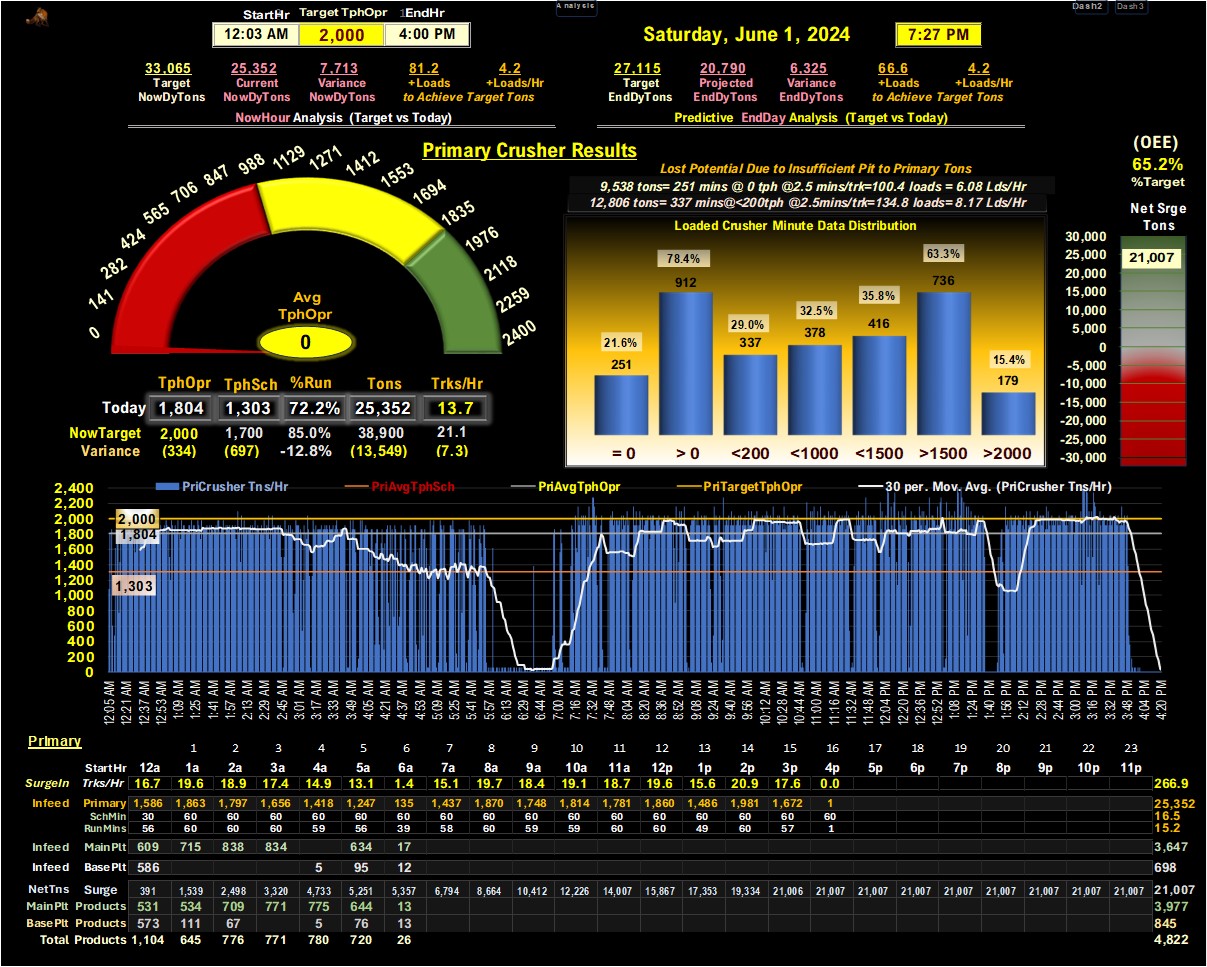 Analysis
Dash2 Dash3
StartHr Target TphOpr 1EndHr
12:03 AM 2,000 4:00 PM
Saturday, June 1, 2024 7:27 PM
33,065 25,352 7,713 81.2 4.2
Target Current Variance +Loads +Loads/Hr
NowDyTons NowDyTons NowDyTons to Achieve Target Tons
NowHour Analysis (Target vs Today)
27,115 20,790 6,325 66.6 4.2
Target Projected Variance +Loads +Loads/Hr
EndDyTons EndDyTons EndDyTons to Achieve Target Tons
Predictive EndDay Analysis (Target vs Today)
Primary Crusher Results
0 141 282 424 565 706 847 988 1129 1271 1412 1553 1694 1835 1976 2118 2259 2400
Avg
TphOpr
0
TphOpr TphSch %Run Tons Trks/Hr
Today 1,804 1,303 72.2% 25,352 13.7
NowTarget 2,000 1,700 85.0% 38,900 21.1
Variance (334) (697) -12.8% (13,549) (7.3)
Lost Potential Due to Insufficient Pit to Primary Tons
9,538 tons= 251 mins @ 0 tph @2.5 mins/trk=100.4 loads = 6.08 Lds/Hr
12,806 tons= 337 mins@<200tph @2.5mins/trk=134.8 loads= 8.17 Lds/Hr
Loaded Crusher Minute Data Distribution
21.6% 78.4% 29.0% 32.5% 35.8% 63.3% 15.4%
251 912 337 378 416 736 179
= 0 > 0 <200 <1000 <1500 >1500 >2000
(OEE)
65.2%
%Target
Net Srge
Tons
30,000
25,000
21,007
20,000
15,000
10,000
5,000
0
-5,000
-10,000
-15,000
-20,000
-25,000
-30,000
PriCrusher Tns/Hr PriAvgTphSch PriAvgTphOpr PriTargetTphOpr 30 per. Mov. Avg. (PriCrusher Tns/Hr)
2,400
2,200
2,000
1,800
1,600
1,400
1,200
1,000
800
600
400
200
0
2,000
1,804
1,303
12:05 AM 12:21 AM 12:37 AM 12:53 AM 1:09 AM 1:25 AM 1:41 AM 1:57 AM 2:13 AM 2:29 AM 2:45 AM 3:01 AM 3:17 AM 3:33 AM 3:49 AM 4:05 AM 4:21 AM 4:37 AM 4:53 AM 5:09 AM 5:25 AM 5:41 AM 5:57 AM 6:13 AM 6:29 AM 6:44 AM 7:00 AM 7:16 AM 7:32 AM 7:48 AM 8:04 AM 8:20 AM 8:36 AM 8:52 AM 9:08 AM 9:24 AM 9:40 AM 9:56 AM 10:12 AM 10:28 AM 10:44 AM 11:00 AM 11:16 AM 11:32 AM 11:48 AM 12:04 PM 12:20 PM 12:36 PM 12:52 PM 1:08 PM 1:24 PM 1:40 PM 1:56 PM 2:12 PM 2:28 PM 2:44 PM 3:00 PM 3:16 PM 3:32 PM 3:48 PM 4:04 PM 4:20 PM
Primary
1 2 3 4 5 6 7 8 9 10 11 12 13 14 15 16 17 18 19 20 21 22 23
StartHr 12a 1a 2a 3a 4a 5a 6a 7a 8a 9a 10a 11a 12p 1p 2p 3p 4p 5p 6p 7p 8p 9p 10p 11p
SurgeIn Trks/Hr 16.7 19.6 18.9 17.4 14.9 13.1 1.4 15.1 19.7 18.4 19.1 18.7 19.6 15.6 20.9 17.6 0.0 266.9
Infeed Primary 1,586 1,863 1,797 1,656 1,418 1,247 135 1,437 1,870 1,748 1,814 1,781 1,860 1,486 1,981 1,672 1 25,352
SchMin 30 60 60 60 60 60 60 60 60 60 60 60 60 60 60 60 60 16.5
RunMins 56 60 60 60 59 56 39 58 60 59 59 60 60 49 60 57 1 15.2
Infeed MainPlt 609 715 838 834 634 17 3,647
Infeed BasePlt 586 5 95 12 698
NetTns Surge 391 1,539 2,498 3,320 4,733 5,251 5,357 6,794 8,664 10,412 12,226 14,007 15,867 17,353 19,334 21,006 21,007 21,007 21,007 21,007 21,007 21,007 21,007 21,007 21,007
MainPlt Products 531 534 709 771 775 644 13 3,977
BasePlt Products 573 111 67 5 76 13 845
Total Products 1,104 645 776 771 780 720 26 4,822